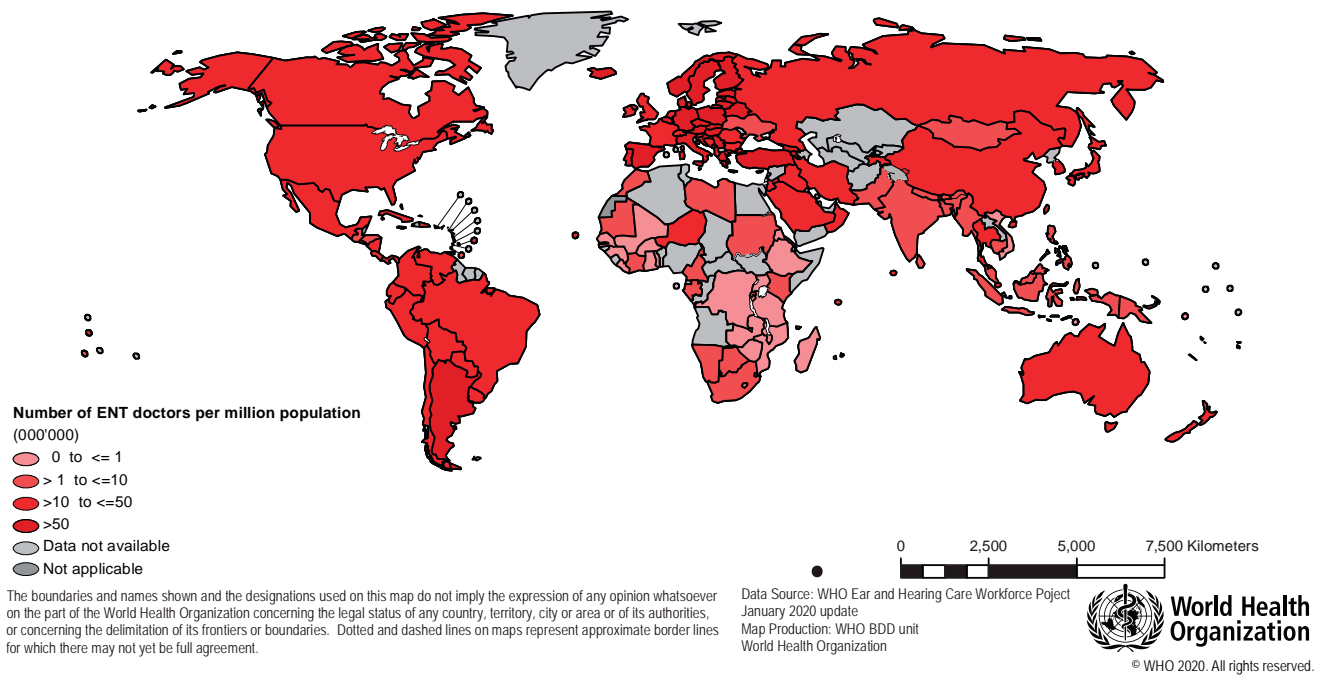 Number of ENT doctors per million population
(000'000)
0 to <= 1
> 1 to <=10
>10 to <=50
>50
Data not available
Not applicable
0 2,500 5,000 7,500 Kilometers
The boundaries and names shown and the designations used on this map do not imply the expression of any opinion whatsoever
on the part of the World Health Organization concerning the legal status of any country, territory, city or area or of its authorities,
or concerning the delimitation of its frontiers or boundaries. Dotted and dashed lines on maps represent approximate border lines
for which there may not yet be full agreement.
Data Source: WHO Ear and Hearing Care Workforce Poject
January 2020 update
Map Production: WHO BDD unit
World Health Organization
World Health
Organization
© WHO 2020. All rights reserved.